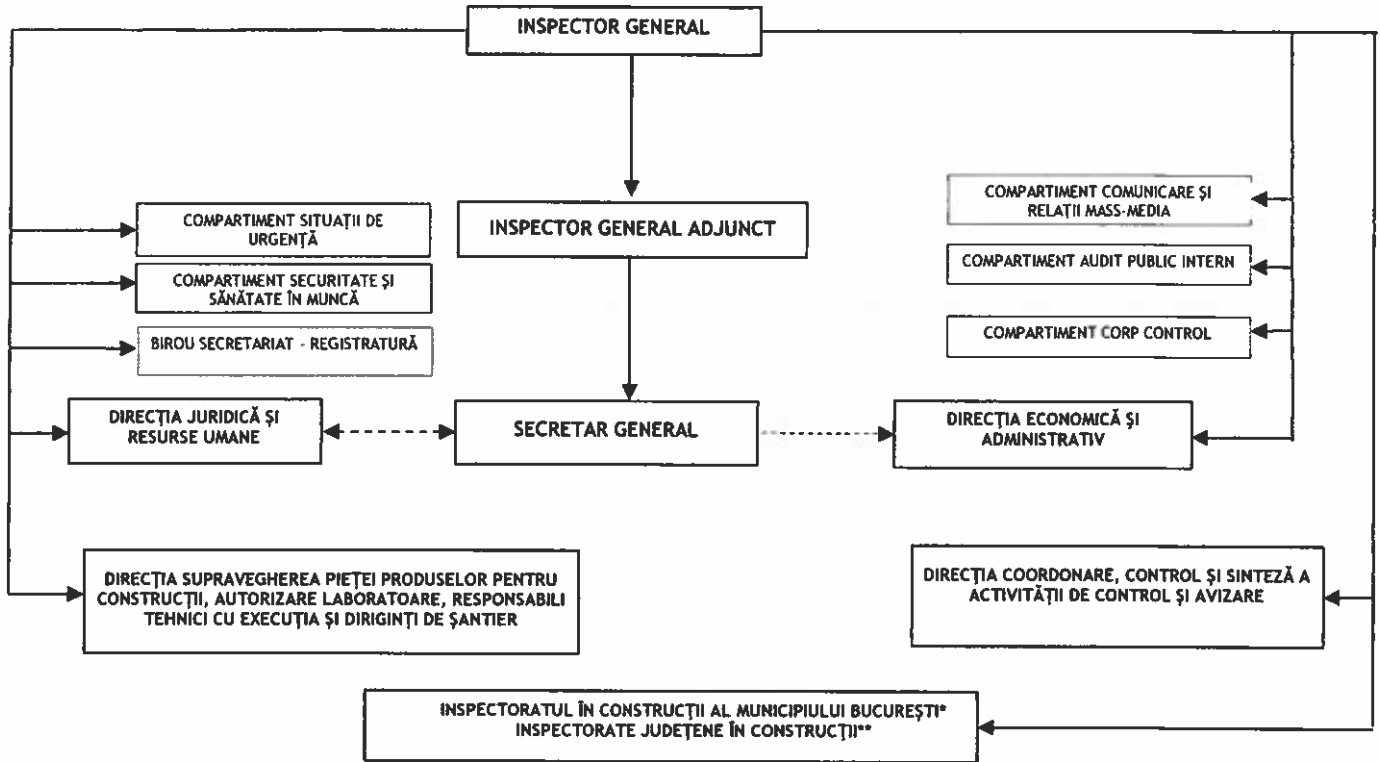 INSPECTOR GENERAL
COMPARTIMENT SITUAȚII DE
URGENȚĂ
INSPECTOR GENERAL ADJUNCT
COMPARTIMENT COMUNICARE ȘI
RELAȚII MASS-MEDIA
COMPARTIMENT SECURITATE ȘI
SĂNĂTATE ÎN MUNCĂ
COMPARTIMENT AUDIT PUBLIC INTERN
BIROU SECRETARIAT - REGISTRATURĂ
COMPARTIMENT CORP CONTROL
DIRECȚIA JURIDICĂ ȘI
RESURSE UMANE
SECRETAR GENERAL
DIRECȚIA ECONOMICĂ ȘI
ADMINISTRATIV
DIRECȚIA SUPRAVEGHEREA PIEȚEI PRODUSELOR PENTRU
CONSTRUCȚII, AUTORIZARE LABORATOARE, RESPONSABILI
TEHNICI CU EXECUȚIA ȘI DIRIGINȚI DE ȘANTIER
DIRECȚIA COORDONARE, CONTROL ȘI SINTEZĂ A
ACTIVITĂȚII DE CONTROL ȘI AVIZARE
INSPECTORATUL ÎN CONSTRUCȚII AL MUNICIPIULUI BUCUREȘTI*
INSPECTORATE JUDEȚENE ÎN CONSTRUCȚII**